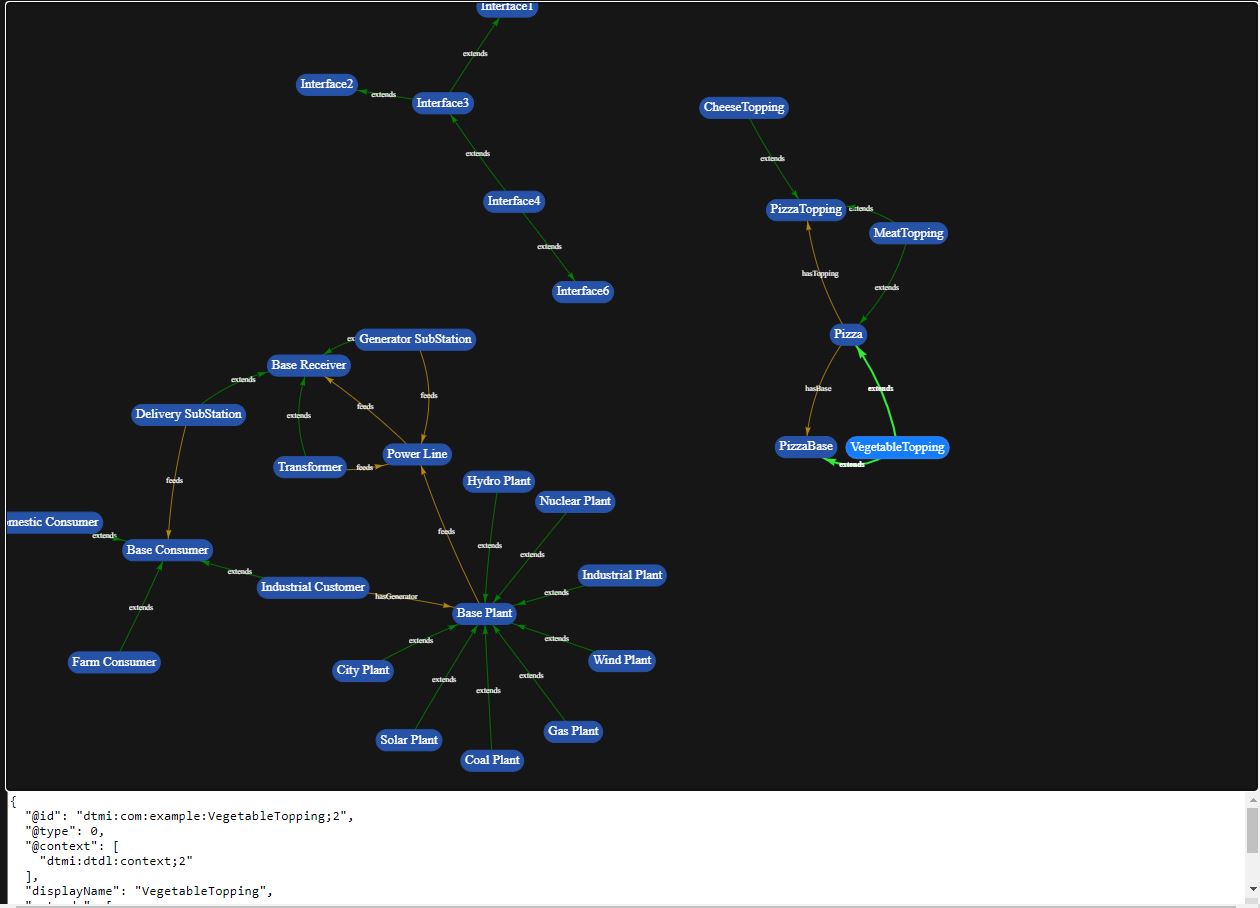 Interface1
extends
Interface2
extends
Interface3
CheeseTopping
extends
extends
Interface4
PizzaTopping
extends
MeatTopping
extends
hasTopping
extends
Interface6
Pizza
Generator SubStation
Base Receiver
extends
extends
hasBase
feeds
feeds
Delivery SubStation
extends
Power Line
PizzaBase
VegetableTopping
Transformer
feeds
extends
feeds
Hydro Plant
Nuclear Plant
mestic Consumer
extends
feeds
Base Consumer
extends
extends
extends
Industrial Plant
Industrial Customer
hasGenerator
extends
extends
Base Plant
Farm Consumer
extends
extends
City Plant
Wind Plant
extends
extends
extends
Solar Plant
Gas Plant
Coal Plant
{
"@id": "dtmi:com:example:VegetableTopping;2",
"@type": 0,
"@context": [
"dtmi:dtdl:context;2"
],
"displayName": "VegetableTopping",